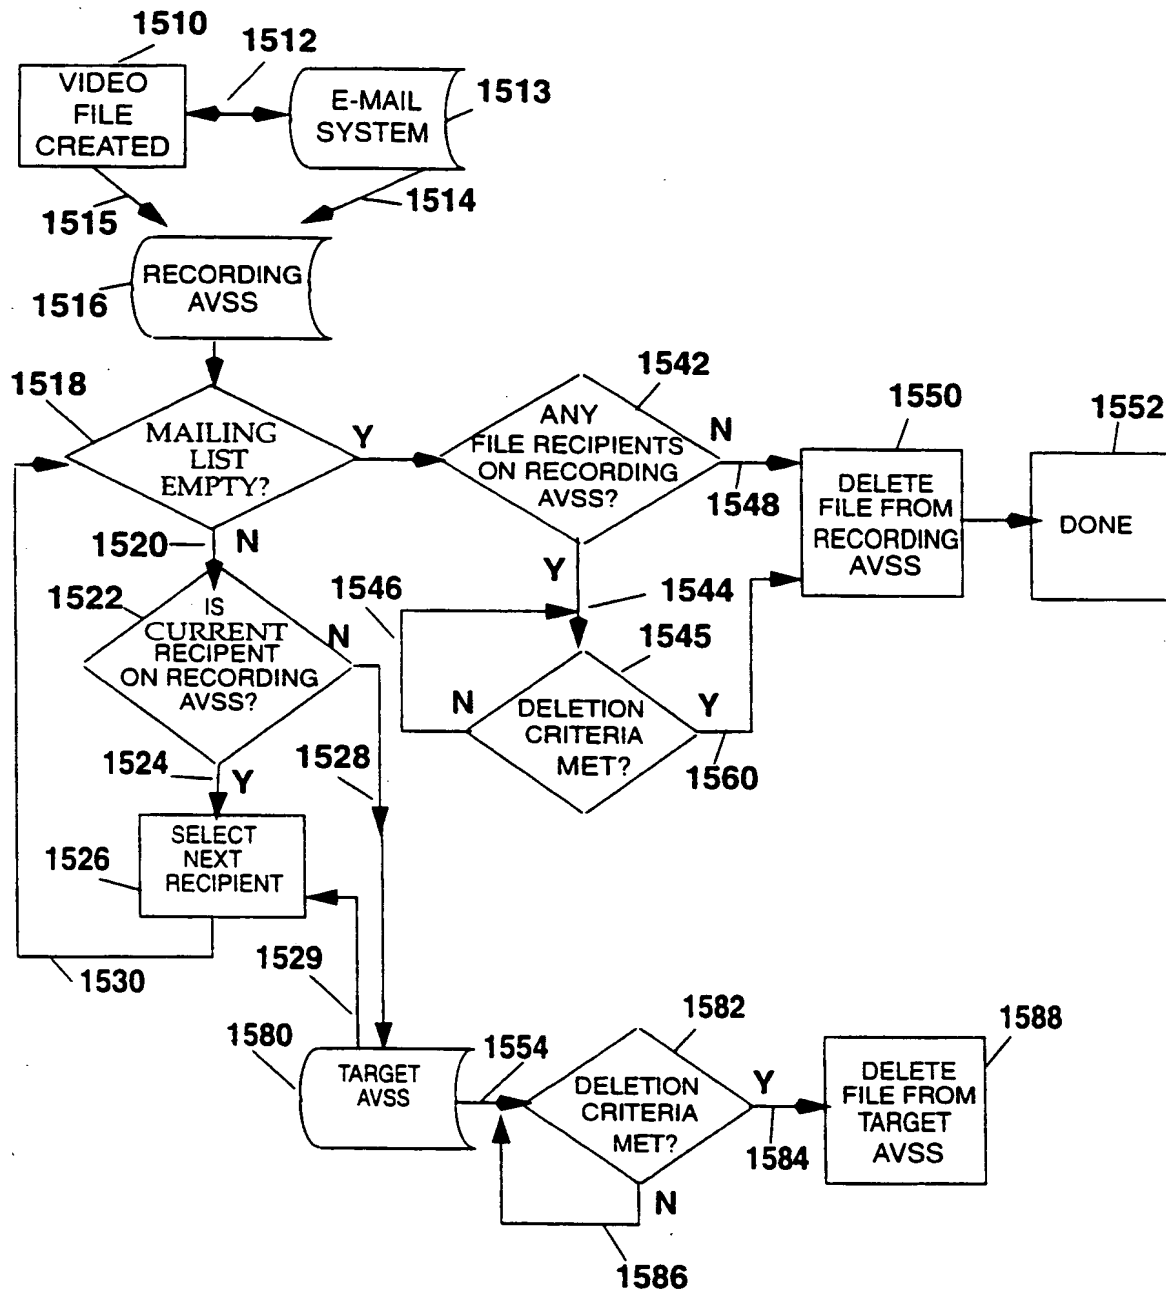 1510
1512
VIDEO
FILE
CREATED
E-MAIL
SYSTEM
1513
1515
1514
RECORDING
AVSS
1516
1518
MAILING
LIST
EMPTY?
Y
1542
ANY
FILE RECIPIENTS
ON RECORDING
AVSS?
N
1548
1550
DELETE
FILE FROM
RECORDING
AVSS
1552
DONE
1520
N
1522
IS
CURRENT
RECIPENT
ON RECORDING
AVSS?
N
Y
1546
1544
1545
N
DELETION
CRITERIA
MET?
Y
1560
1524
Y
1528
SELECT
NEXT
RECIPIENT
1526
1530
1529
1580
TARGET
AVSS
1554
1582
DELETION
CRITERIA
MET?
Y
1584
1588
DELETE
FILE FROM
TARGET
AVSS
N
1586